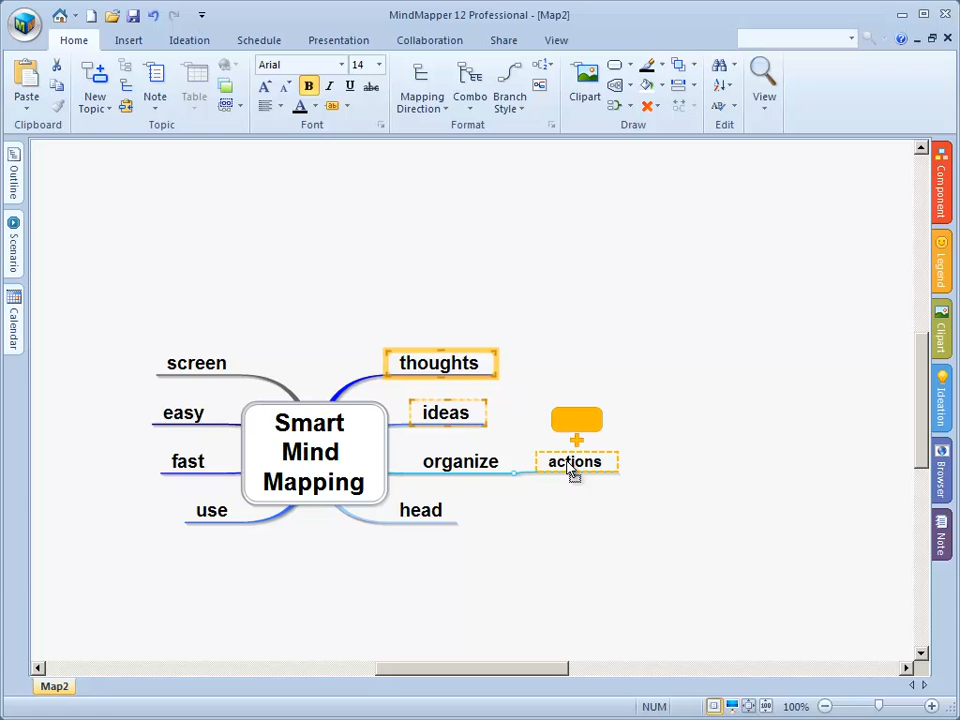 MindMapper 12 Professional - [Map2]
Home Insert Ideation Schedule Presentation Collaboration Share View
Arial 14
Paste New Topic Note Table B I U abc A ab Mapping Direction Combo Branch Style Clipart View
Clipboard Topic Font Format Draw Edit
Outline
Scenario
Calendar
Component
Legend
Clipart
Ideation
Browser
Note
screen thoughts
easy ideas
fast organize actions
use head
Smart
Mind
Mapping
Map2
NUM 100%